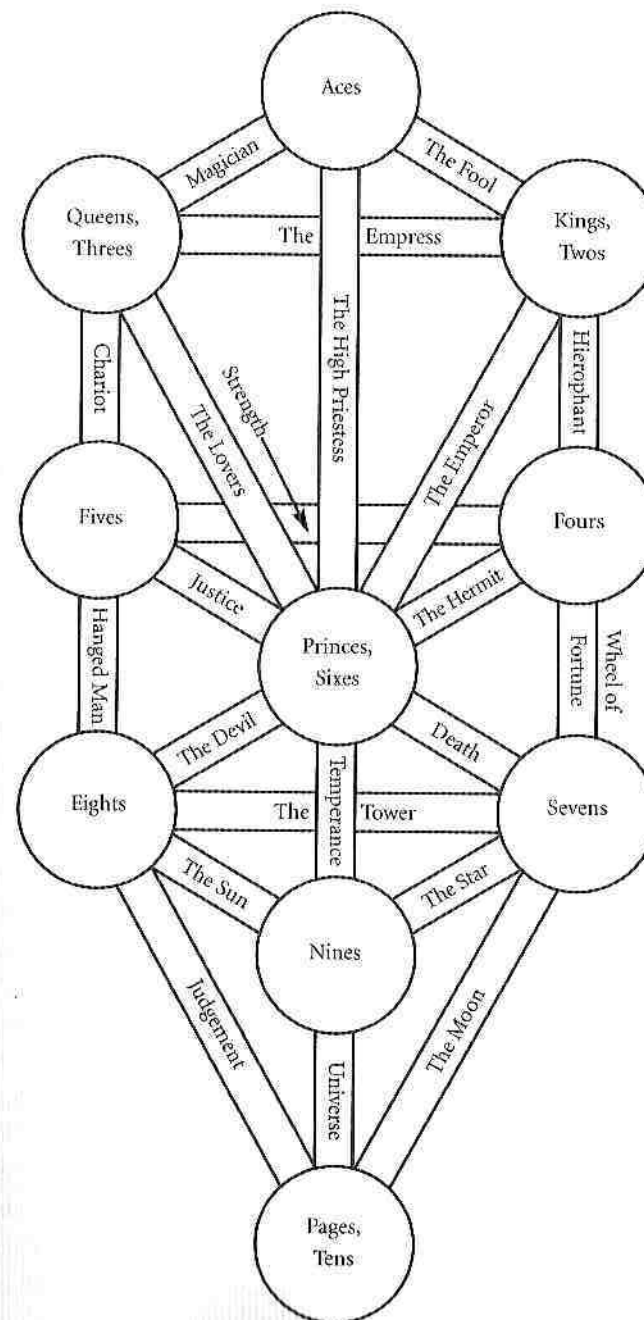 Aces
Magician
The Fool
Queens,
Threes
The Empress
Kings,
Twos
Chariot
The Lovers
Strength
The High Priestess
The Emperor
Hierophant
Fives
Fours
Justice
The Hermit
Hanged Man
Princes,
Sixes
Wheel of
Fortune
The Devil
Death
Temperance
Eights
The Tower
Sevens
The Sun
The Star
Nines
Judgement
Universe
The Moon
Pages,
Tens